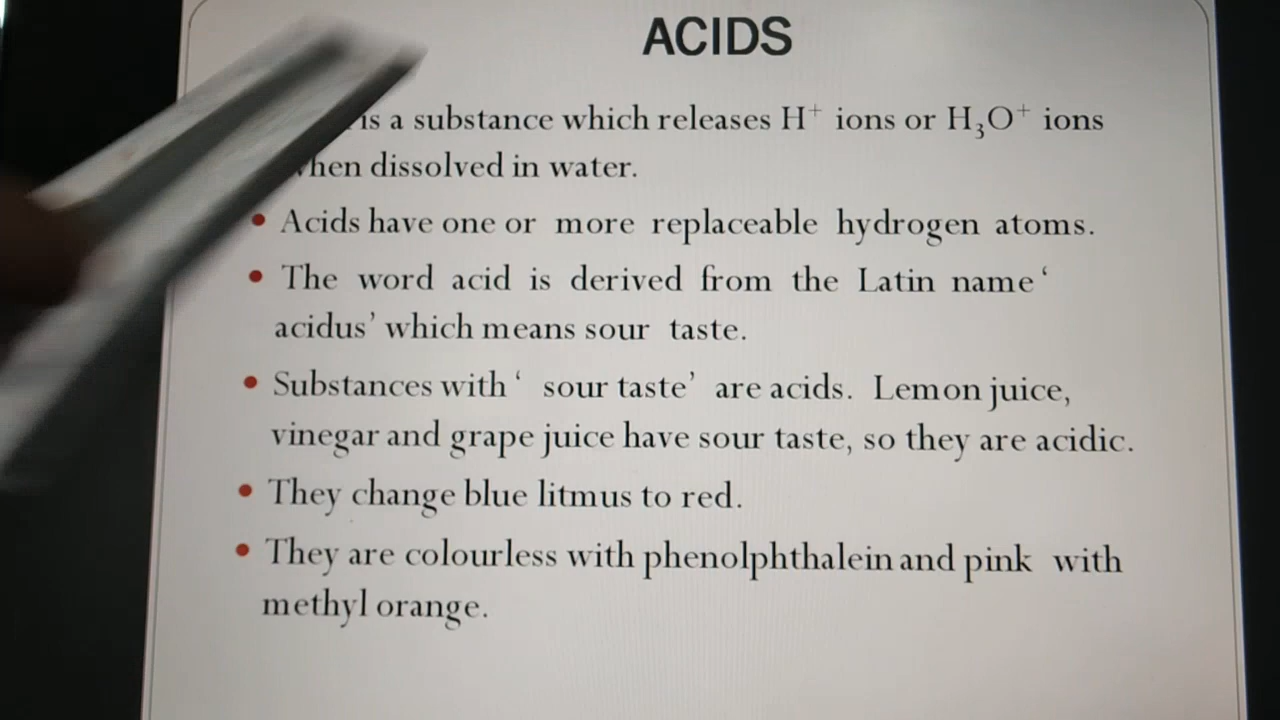 ACIDS
is a substance which releases H⁺ ions or H₃O⁺ ions
when dissolved in water.
• Acids have one or more replaceable hydrogen atoms.
• The word acid is derived from the Latin name ‘
acidus’ which means sour taste.
• Substances with ‘ sour taste’ are acids. Lemon juice,
vinegar and grape juice have sour taste, so they are acidic.
• They change blue litmus to red.
• They are colourless with phenolphthalein and pink with
methyl orange.